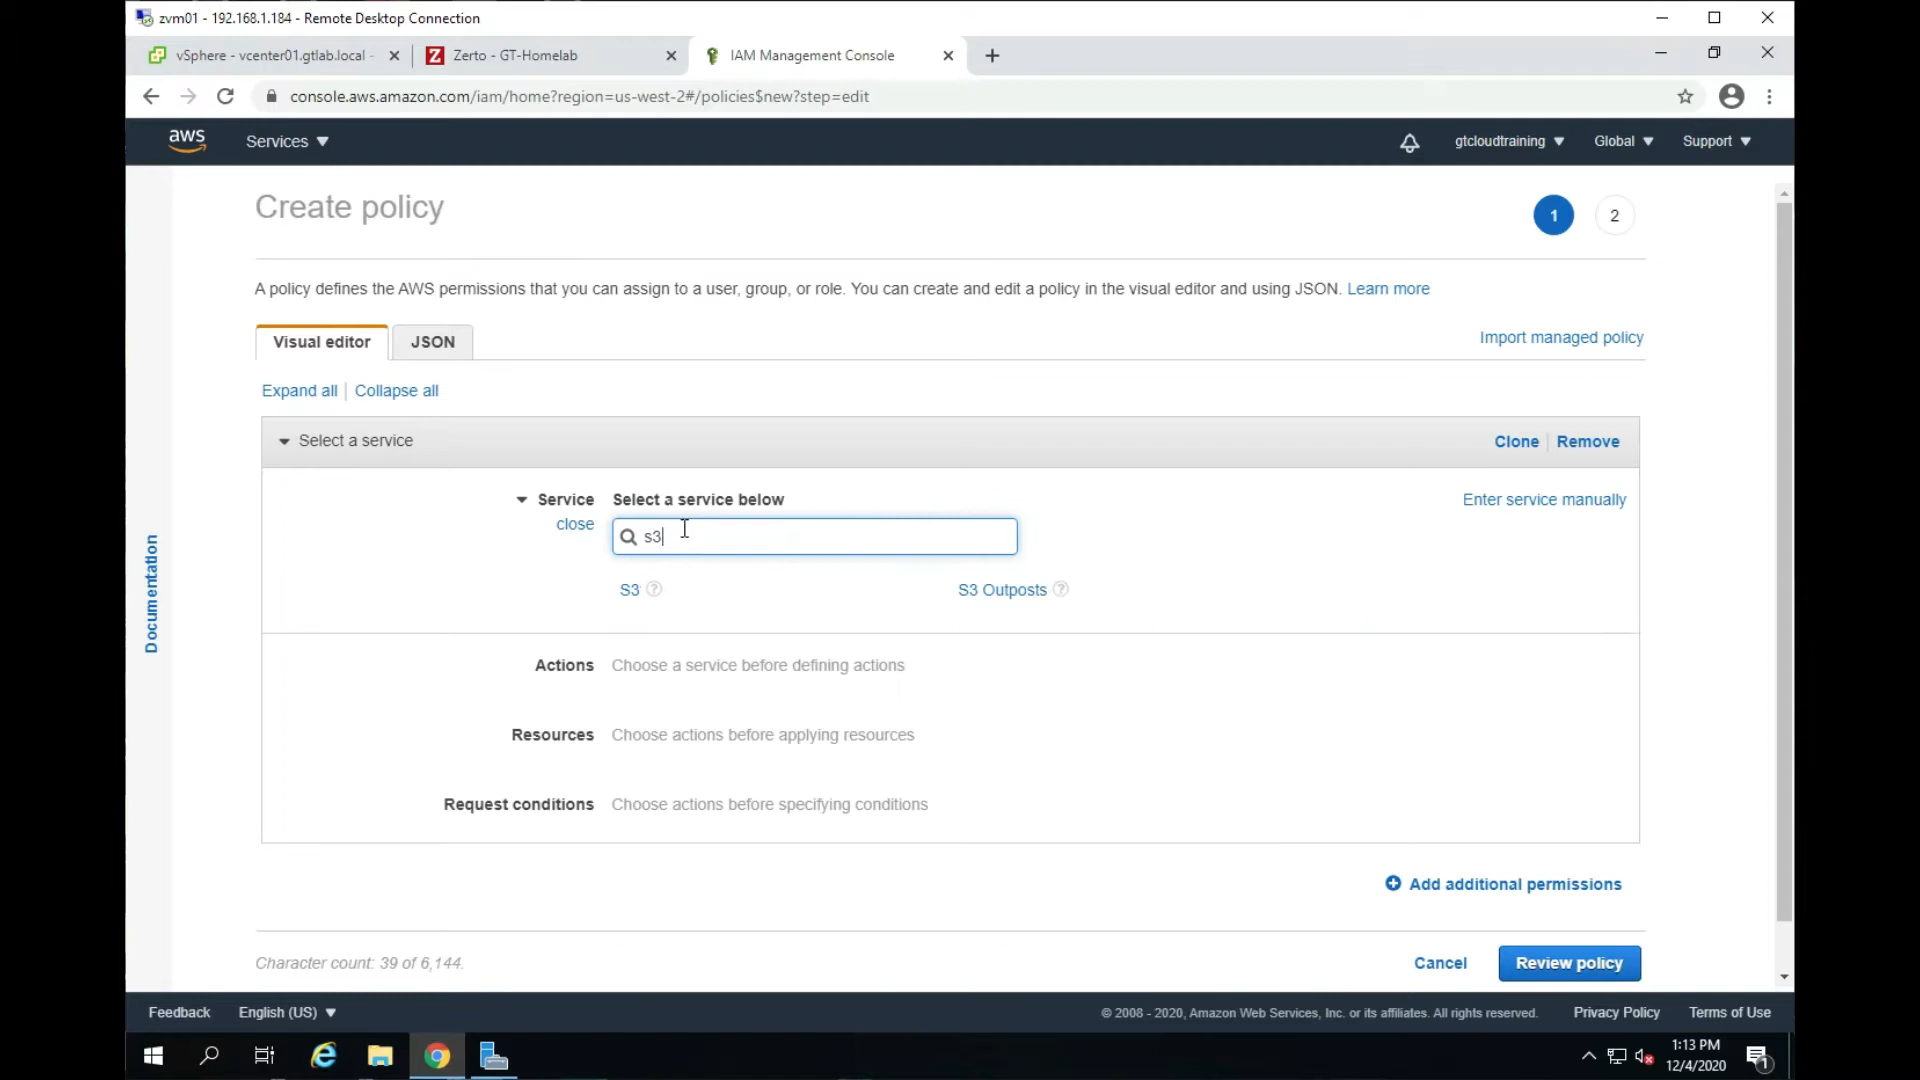 zvm01 - 192.168.1.184 - Remote Desktop Connection
vSphere - vcenter01.gtlab.local - Zerto - GT-Homelab IAM Management Console
console.aws.amazon.com/iam/home?region=us-west-2#/policies$new?step=edit
aws Services gtcloudtraining Global Support
Create policy 1 2
A policy defines the AWS permissions that you can assign to a user, group, or role. You can create and edit a policy in the visual editor and using JSON. Learn more
Visual editor JSON Import managed policy
Expand all Collapse all
Select a service Clone Remove
Service Select a service below Enter service manually
close s3
S3 S3 Outposts
Documentation
Actions Choose a service before defining actions
Resources Choose actions before applying resources
Request conditions Choose actions before specifying conditions
Add additional permissions
Character count: 39 of 6,144. Cancel Review policy
Feedback English (US) © 2008 - 2020, Amazon Web Services, Inc. or its affiliates. All rights reserved. Privacy Policy Terms of Use
1:13 PM
12/4/2020 1